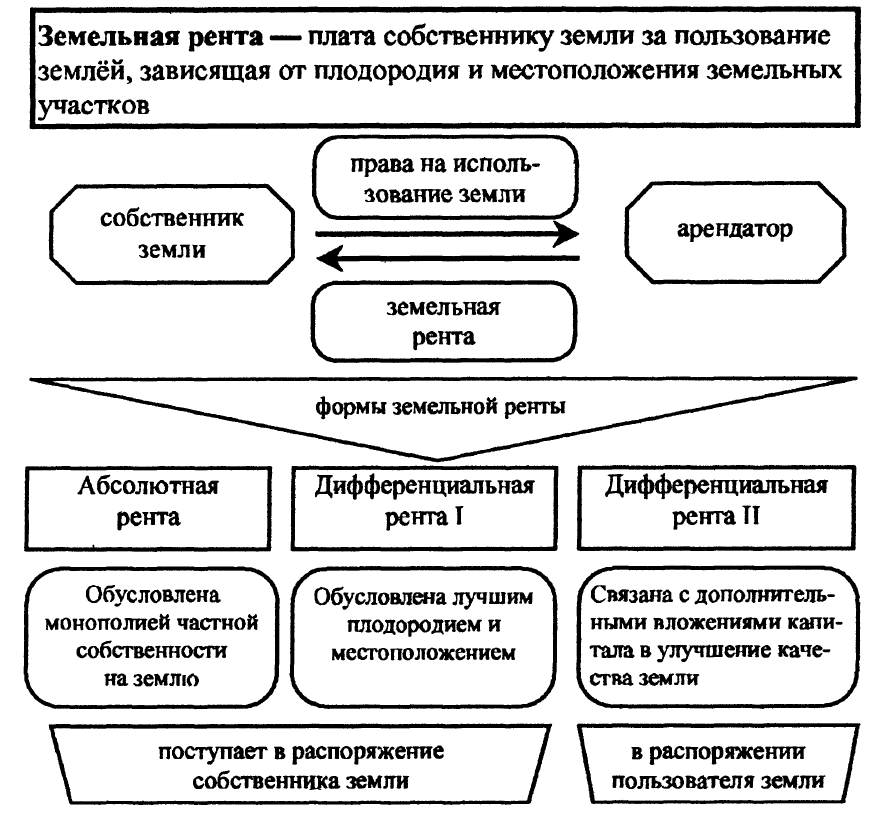 Земельная рента — плата собственнику земли за пользование
землёй, зависящая от плодородия и местоположения земельных
участков
права на исполь-
зование земли
собственник
земли
арендатор
земельная
рента
формы земельной ренты
Абсолютная
рента
Дифференциальная
рента I
Дифференциальная
рента II
Обусловлена
монополией частной
собственности
на землю
Обусловлена лучшим
плодородием и
местоположением
Связана с дополнитель-
ными вложениями капи-
тала в улучшение каче-
ства земли
поступает в распоряжение
собственника земли
в распоряжении
пользователя земли